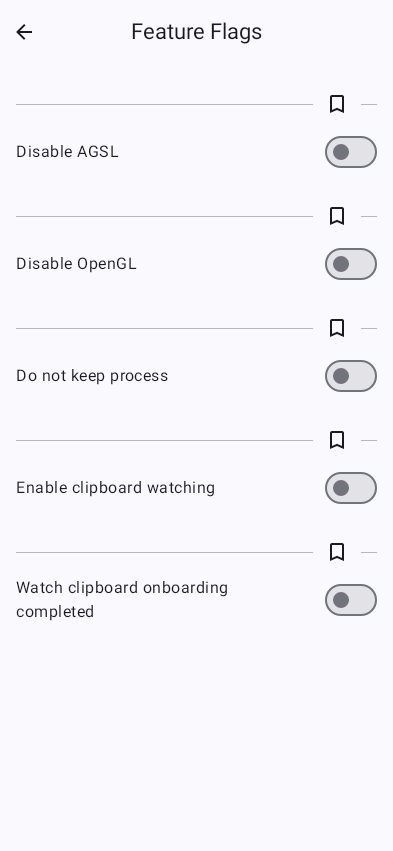 Feature Flags
Disable AGSL
Disable OpenGL
Do not keep process
Enable clipboard watching
Watch clipboard onboarding
completed